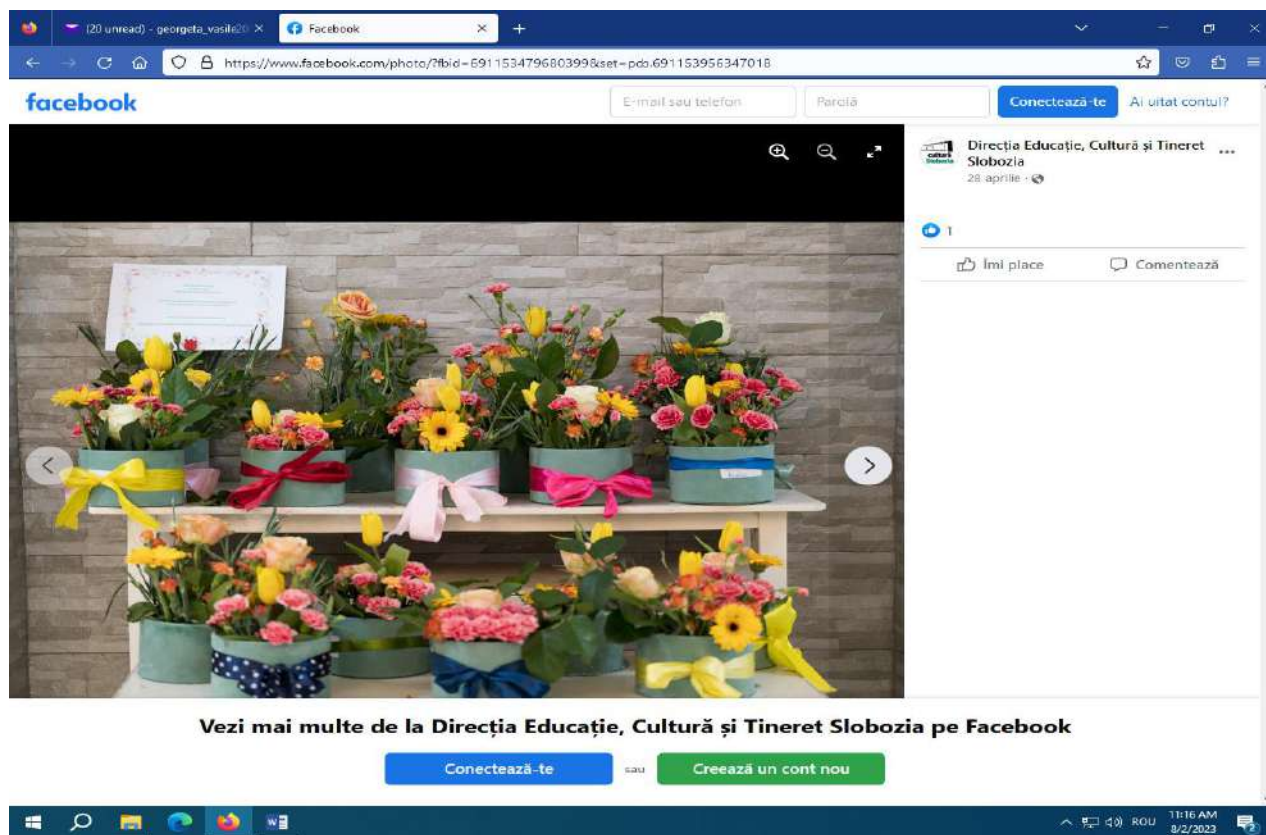 (20 unread) - georgeta_vasile20
Facebook
https://www.facebook.com/photo/?fbid=691153479680399&set=pdo.691153956347018
facebook
E-mail sau telefon
Parolă
Conectează-te
Ai uitat contul?
Direcția Educație, Cultură și Tineret
Slobozia
28 aprilie
cultură
Slobozia
1
Îmi place
Comentează
Vezi mai multe de la Direcția Educație, Cultură și Tineret Slobozia pe Facebook
Conectează-te
sau
Creează un cont nou
ROU
11:16 AM
8/2/2023